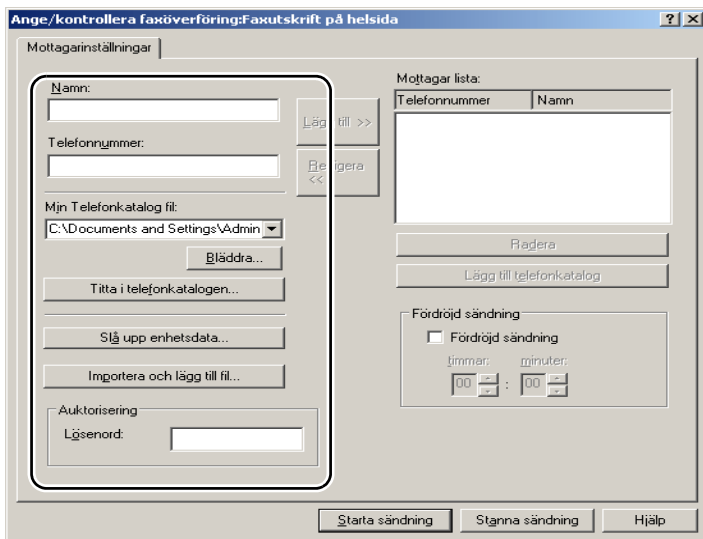 Ange/kontrollera faxöverföring:Faxutskrift på helsida
Mottagarinställningar
Namn:
Telefonnummer:
Lägg till >>
Redigera
<<
Min Telefonkatalog fil:
C:\Documents and Settings\Admin
Bläddra...
Titta i telefonkatalogen...
Slå upp enhetsdata...
Importera och lägg till fil...
Auktorisering
Lösenord:
Mottagar lista:
Telefonnummer Namn
Radera
Lägg till telefonkatalog
Fördröjd sändning
Fördröjd sändning
timmar: minuter:
00 : 00
Starta sändning Stanna sändning Hjälp